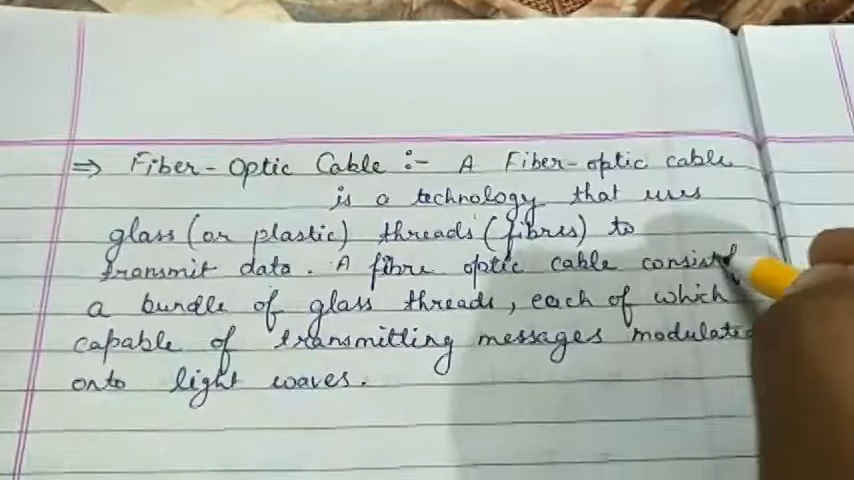 ⇒ Fiber-Optic Cable :- A Fiber-optic cable
is a technology that uses
glass (or plastic) threads (fibres) to
transmit data. A fibre optic cable consist
a bundle of glass threads, each of which
capable of transmitting messages modulated
onto light waves.